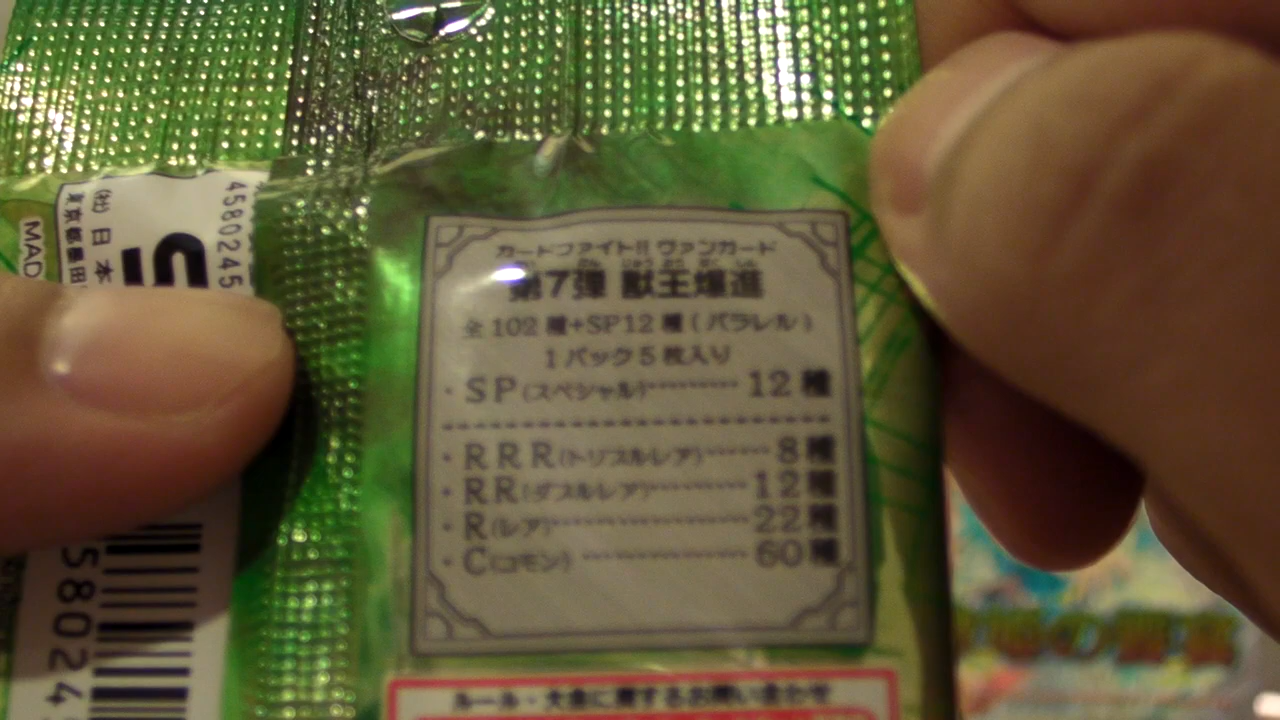 カードファイト!! ヴァンガード
第7弾 獣王爆進
全102種+SP12種(パラレル)
1パック5枚入り
・SP(スペシャル)………12種
・RRR(トリプルレア)……8種
・RR(ダブルレア)………12種
・R(レア)………………22種
・C(コモン)……………60種
ルール・大会に関するお問い合わせ
4580245
(社)日本
東京都墨田
MAD
458024